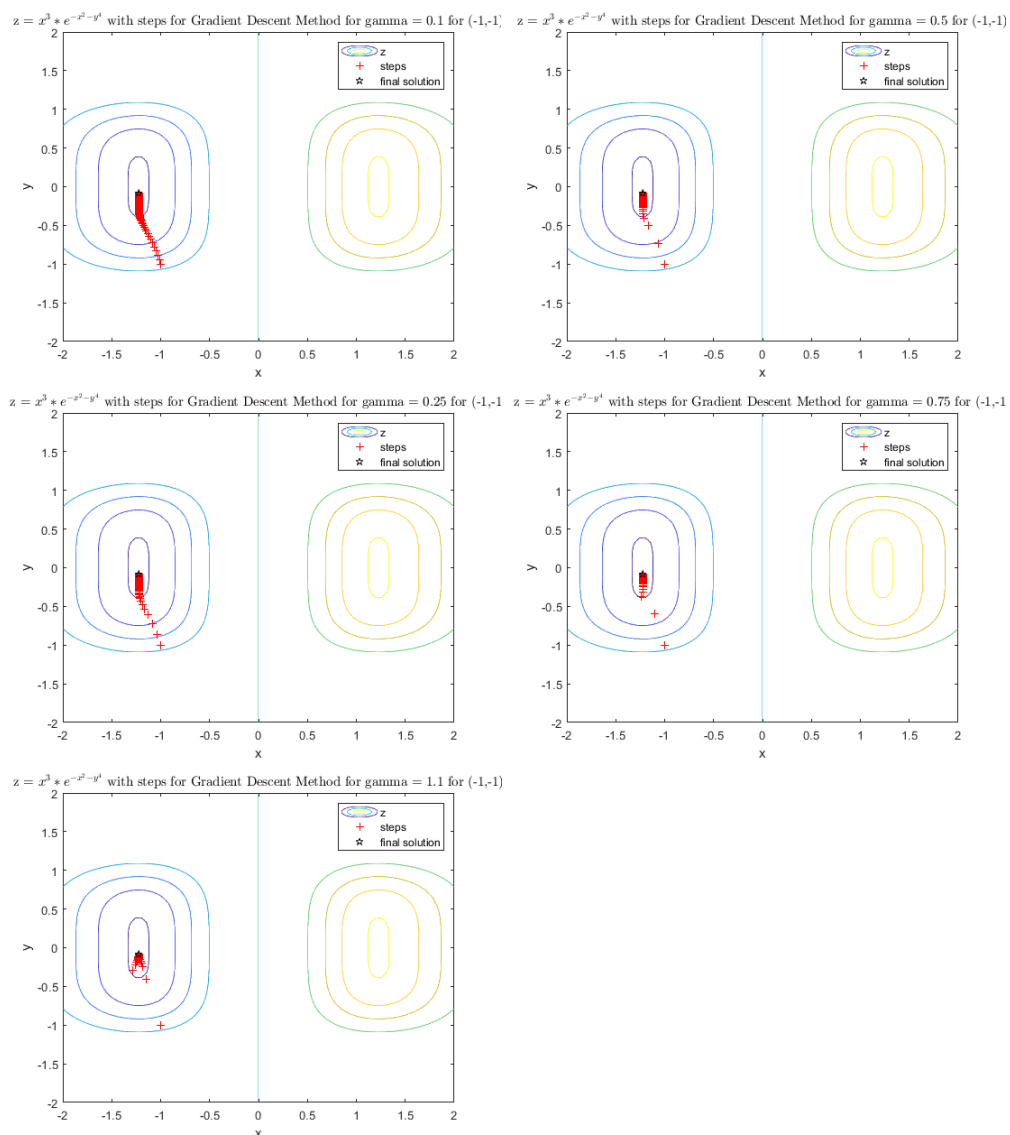 z = x^3 * e^{-x^2-y^4} with steps for Gradient Descent Method for gamma = 0.1 for (-1,-1)
2
1.5
1
0.5
0
-0.5
-1
-1.5
-2
y
z
steps
final solution
-2 -1.5 -1 -0.5 0 0.5 1 1.5 2
x
z = x^3 * e^{-x^2-y^4} with steps for Gradient Descent Method for gamma = 0.5 for (-1,-1)
2
1.5
1
0.5
0
-0.5
-1
-1.5
-2
y
z
steps
final solution
-2 -1.5 -1 -0.5 0 0.5 1 1.5 2
x
z = x^3 * e^{-x^2-y^4} with steps for Gradient Descent Method for gamma = 0.25 for (-1,-1
2
1.5
1
0.5
0
-0.5
-1
-1.5
-2
y
z
steps
final solution
-2 -1.5 -1 -0.5 0 0.5 1 1.5 2
x
z = x^3 * e^{-x^2-y^4} with steps for Gradient Descent Method for gamma = 0.75 for (-1,-1
2
1.5
1
0.5
0
-0.5
-1
-1.5
-2
y
z
steps
final solution
-2 -1.5 -1 -0.5 0 0.5 1 1.5 2
x
z = x^3 * e^{-x^2-y^4} with steps for Gradient Descent Method for gamma = 1.1 for (-1,-1)
2
1.5
1
0.5
0
-0.5
-1
-1.5
-2
y
z
steps
final solution
-2 -1.5 -1 -0.5 0 0.5 1 1.5 2
x